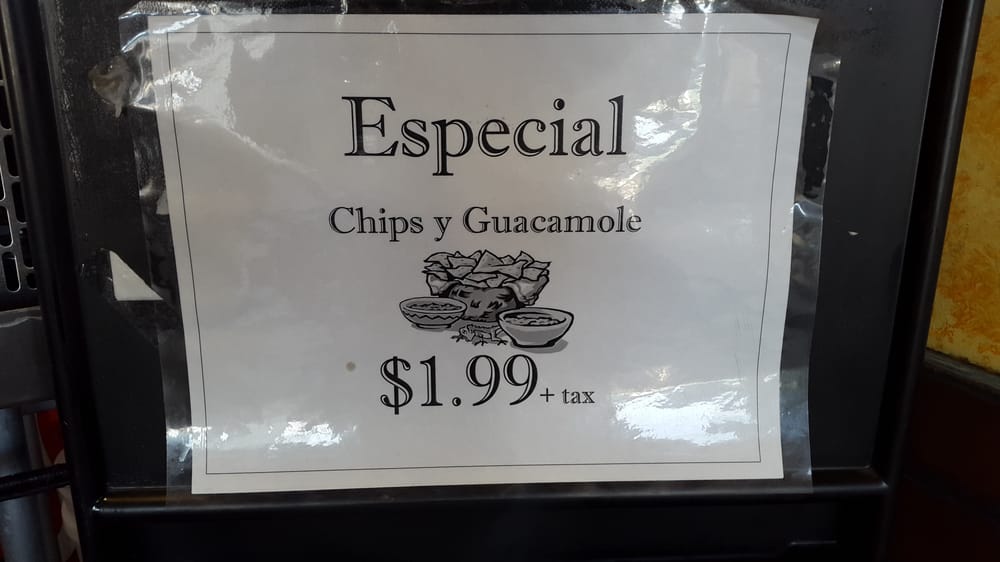 Especial
Chips y Guacamole
$1.99+ tax